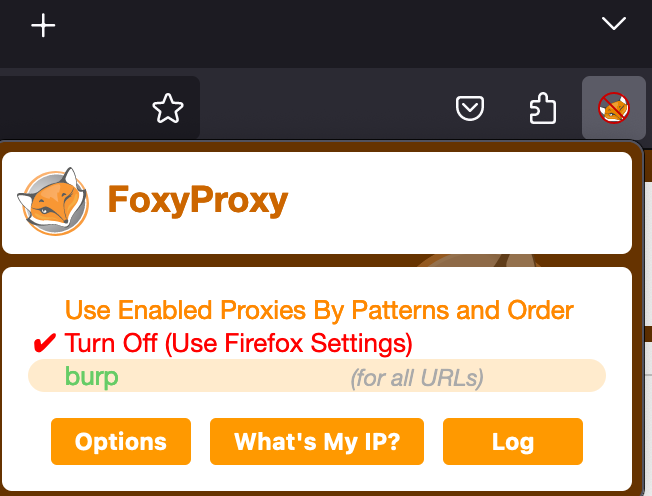 FoxyProxy
Use Enabled Proxies By Patterns and Order
✔ Turn Off (Use Firefox Settings)
burp (for all URLs)
Options What's My IP? Log